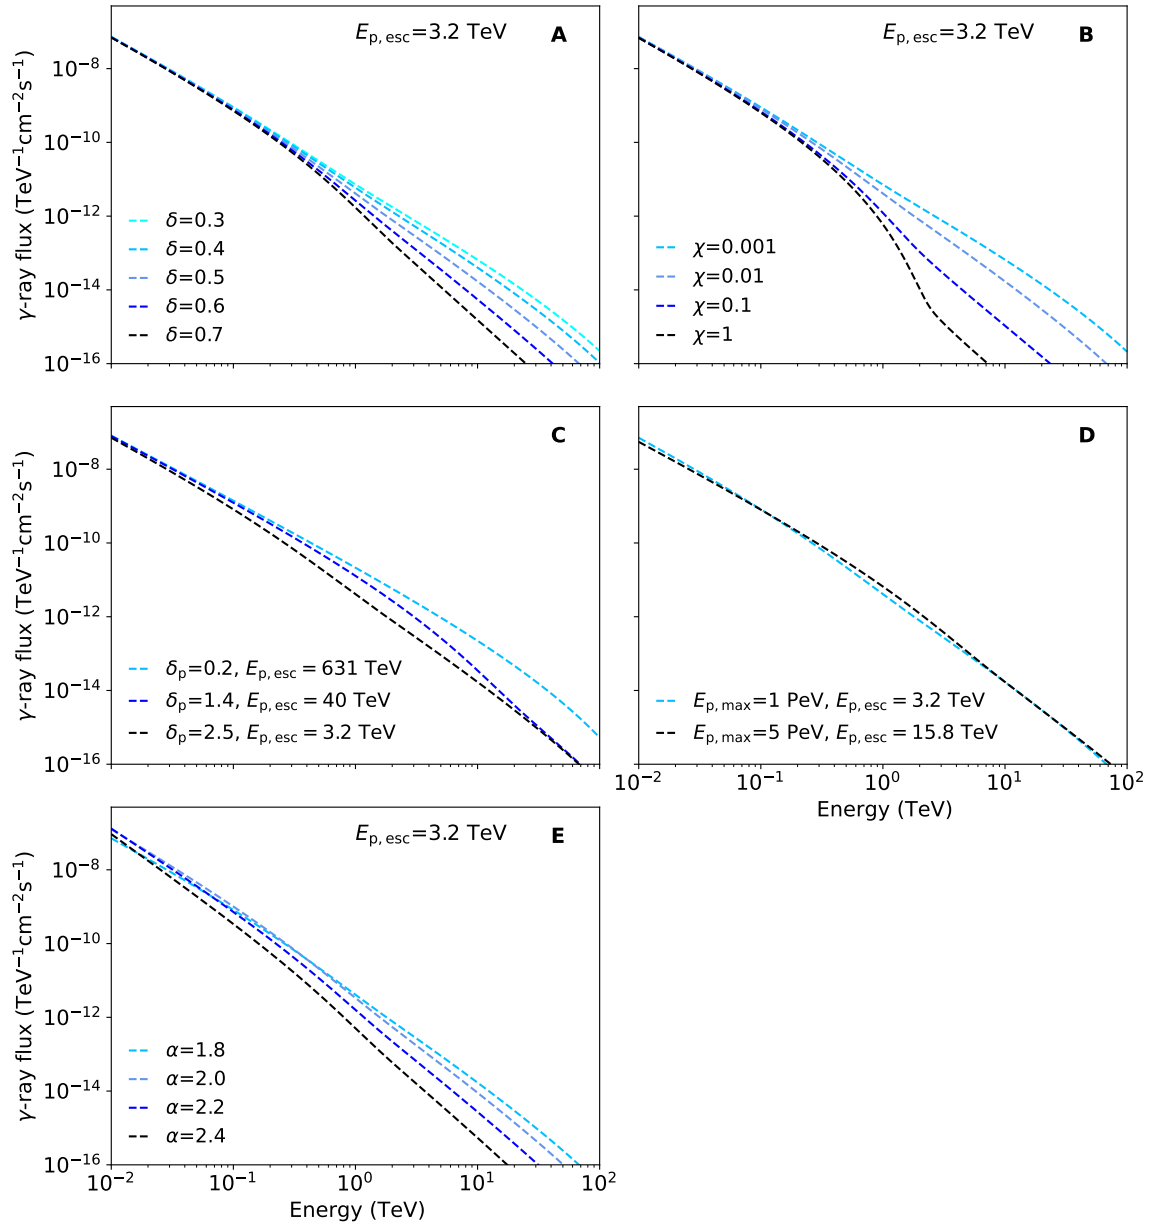 E_p,esc=3.2 TeV A
γ-ray flux (TeV⁻¹cm⁻²s⁻¹)
10⁻⁸
10⁻¹⁰
10⁻¹²
10⁻¹⁴
10⁻¹⁶
δ=0.3
δ=0.4
δ=0.5
δ=0.6
δ=0.7
E_p,esc=3.2 TeV B
χ=0.001
χ=0.01
χ=0.1
χ=1
C
γ-ray flux (TeV⁻¹cm⁻²s⁻¹)
10⁻⁸
10⁻¹⁰
10⁻¹²
10⁻¹⁴
10⁻¹⁶
δ_p=0.2, E_p,esc = 631 TeV
δ_p=1.4, E_p,esc = 40 TeV
δ_p=2.5, E_p,esc = 3.2 TeV
D
E_p,max=1 PeV, E_p,esc = 3.2 TeV
E_p,max=5 PeV, E_p,esc = 15.8 TeV
10⁻² 10⁻¹ 10⁰ 10¹ 10²
Energy (TeV)
E_p,esc=3.2 TeV E
γ-ray flux (TeV⁻¹cm⁻²s⁻¹)
10⁻⁸
10⁻¹⁰
10⁻¹²
10⁻¹⁴
10⁻¹⁶
α=1.8
α=2.0
α=2.2
α=2.4
10⁻² 10⁻¹ 10⁰ 10¹ 10²
Energy (TeV)